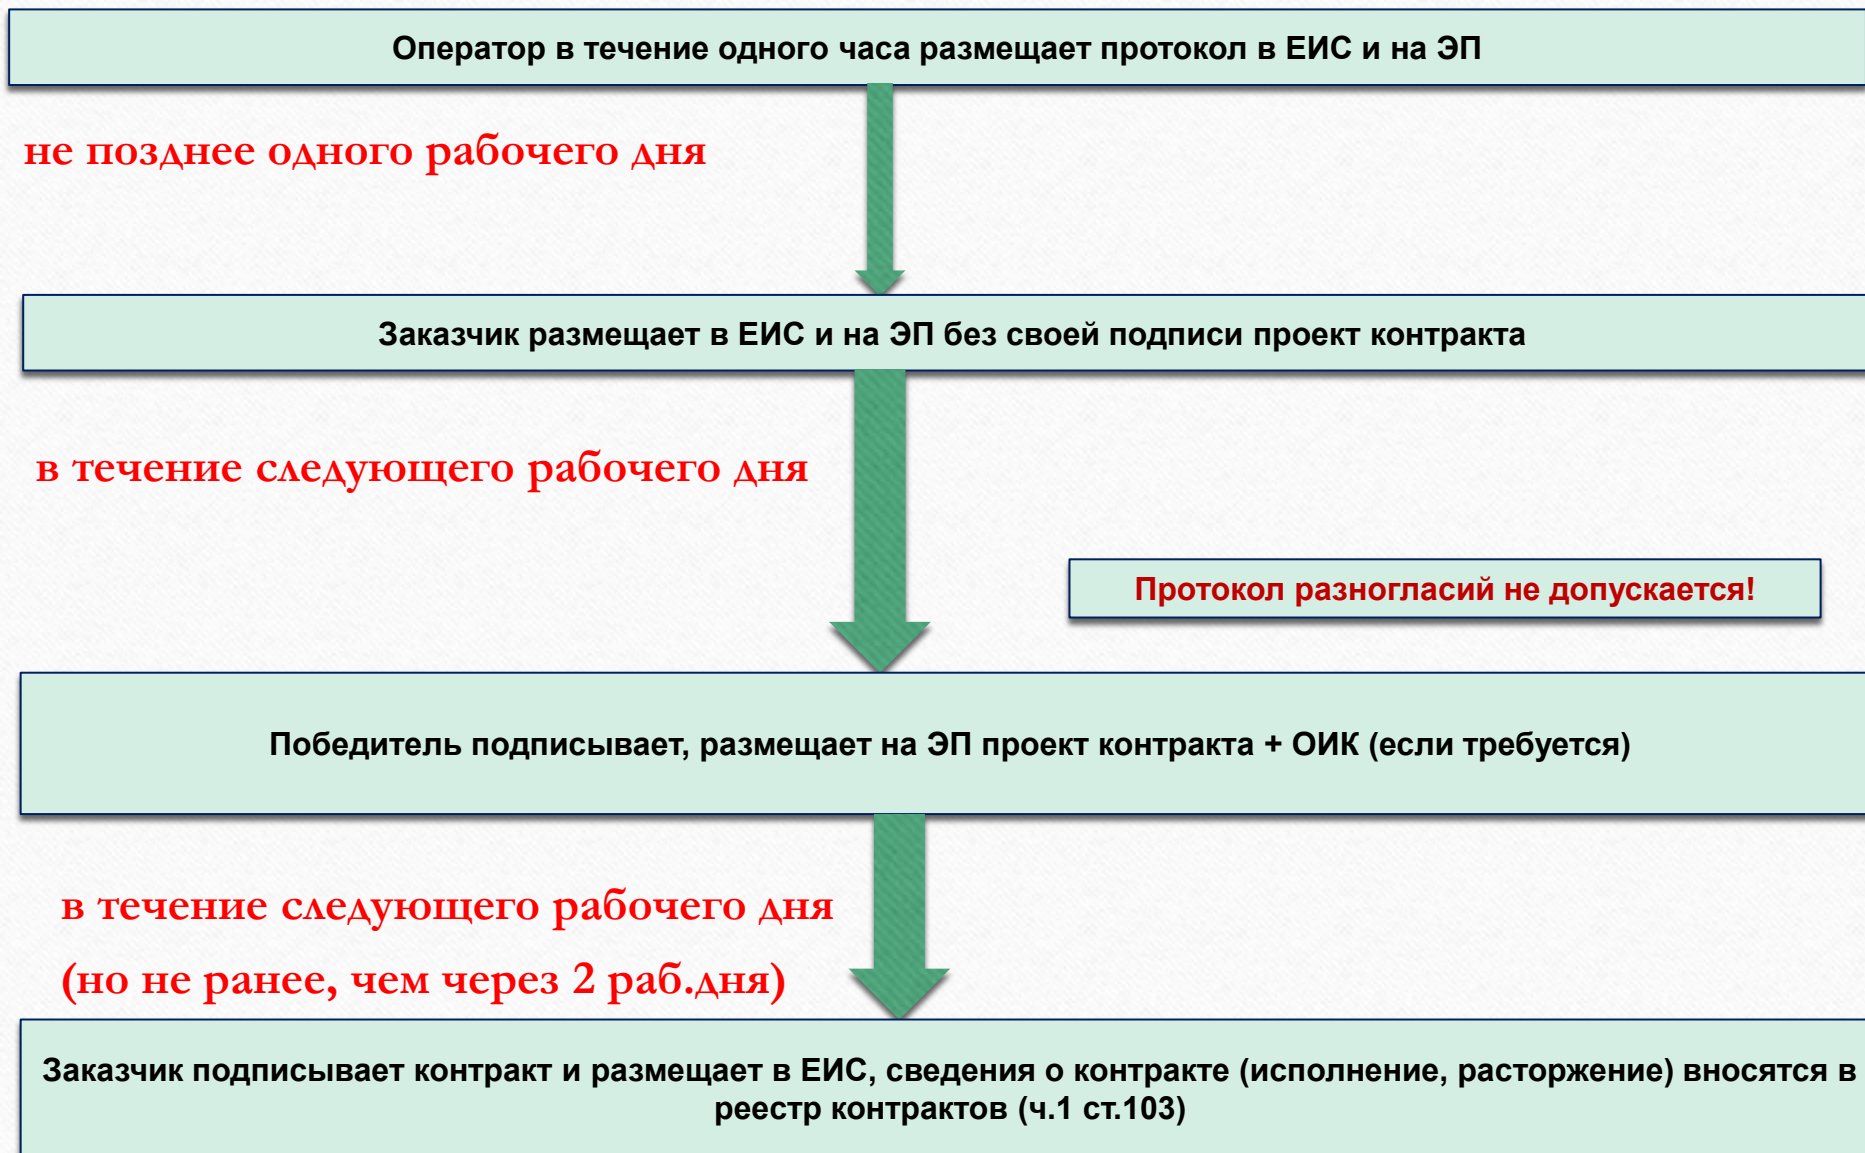 Оператор в течение одного часа размещает протокол в ЕИС и на ЭП
не позднее одного рабочего дня
Заказчик размещает в ЕИС и на ЭП без своей подписи проект контракта
в течение следующего рабочего дня
Протокол разногласий не допускается!
Победитель подписывает, размещает на ЭП проект контракта + ОИК (если требуется)
в течение следующего рабочего дня
(но не ранее, чем через 2 раб.дня)
Заказчик подписывает контракт и размещает в ЕИС, сведения о контракте (исполнение, расторжение) вносятся в
реестр контрактов (ч.1 ст.103)